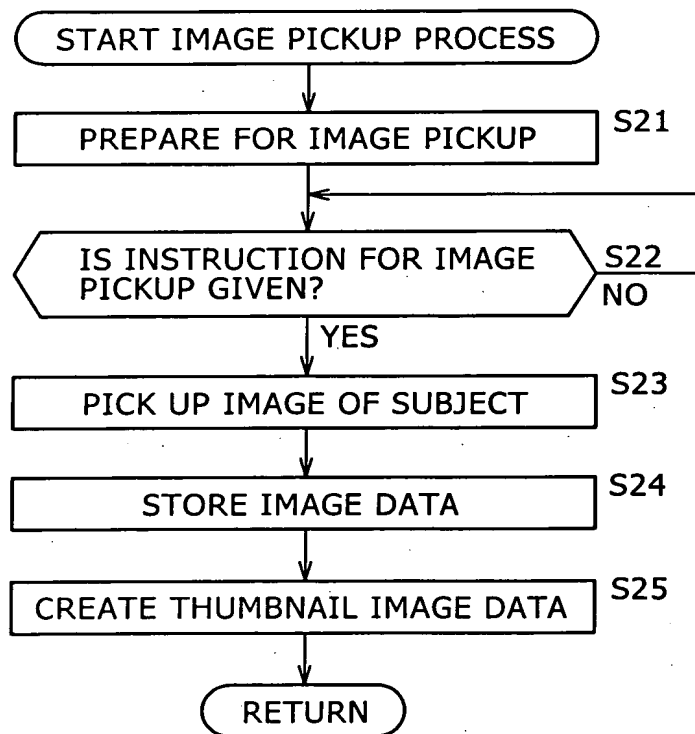 START IMAGE PICKUP PROCESS
PREPARE FOR IMAGE PICKUP
S21
IS INSTRUCTION FOR IMAGE
PICKUP GIVEN?
S22
NO
YES
PICK UP IMAGE OF SUBJECT
S23
STORE IMAGE DATA
S24
CREATE THUMBNAIL IMAGE DATA
S25
RETURN